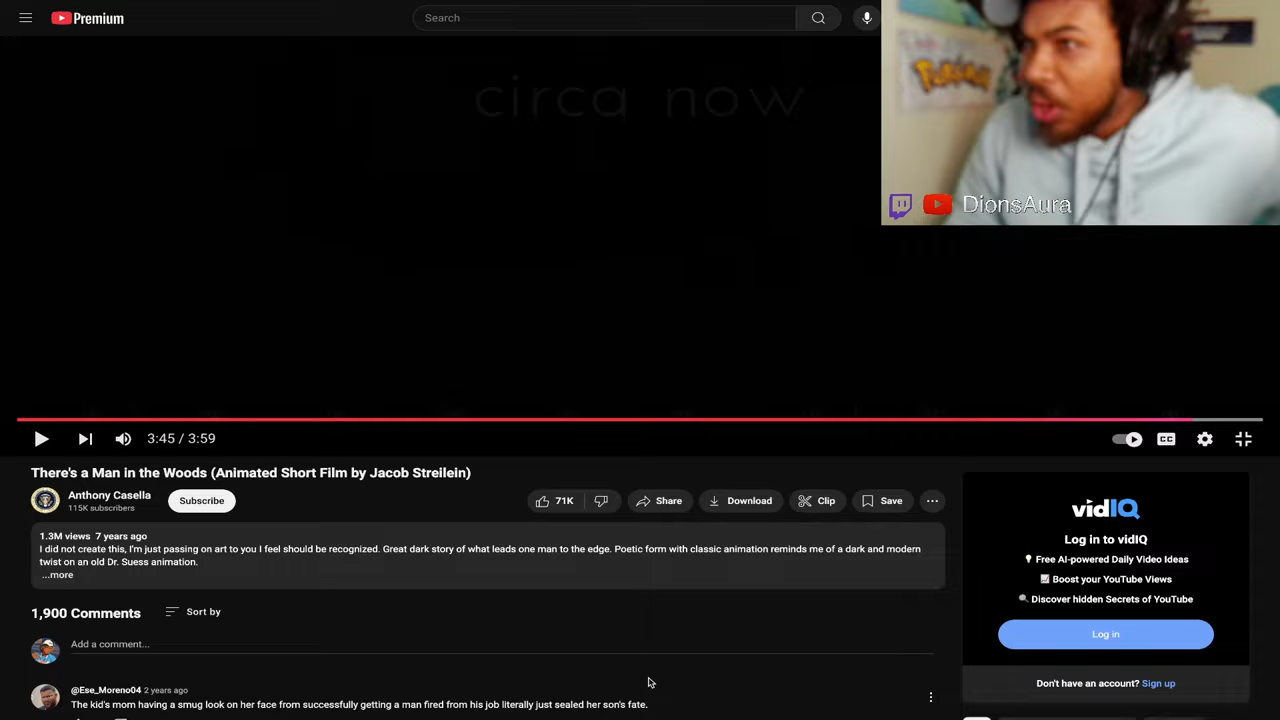 Premium
Search
circa now
Pokémon
DionsAura
3:45 / 3:59
CC
There's a Man in the Woods (Animated Short Film by Jacob Streilein)
Anthony Casella
115K subscribers
Subscribe
71K
Share
Download
Clip
Save
1.3M views 7 years ago
I did not create this, I'm just passing on art to you I feel should be recognized. Great dark story of what leads one man to the edge. Poetic form with classic animation reminds me of a dark and modern
twist on an old Dr. Suess animation.
...more
1,900 Comments
Sort by
Add a comment...
@Ese_Moreno04 2 years ago
The kid's mom having a smug look on her face from successfully getting a man fired from his job literally just sealed her son's fate.
vidIQ
Log in to vidIQ
Free AI-powered Daily Video Ideas
Boost your YouTube Views
Discover hidden Secrets of YouTube
Log in
Don't have an account? Sign up